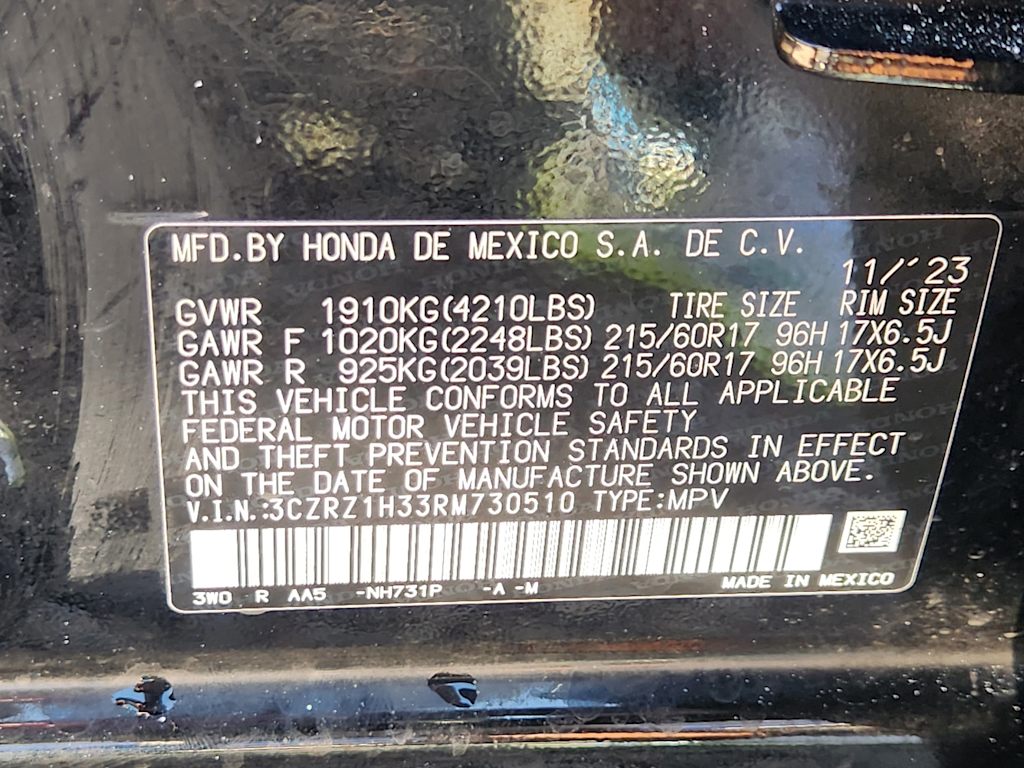 MFD.BY HONDA DE MEXICO S.A. DE C.V.
11/´23
GVWR 1910KG(4210LBS) TIRE SIZE RIM SIZE
GAWR F 1020KG(2248LBS) 215/60R17 96H 17X6.5J
GAWR R 925KG(2039LBS) 215/60R17 96H 17X6.5J
THIS VEHICLE CONFORMS TO ALL APPLICABLE
FEDERAL MOTOR VEHICLE SAFETY
AND THEFT PREVENTION STANDARDS IN EFFECT
ON THE DATE OF MANUFACTURE SHOWN ABOVE.
V.I.N.:3CZRZ1H33RM730510 TYPE:MPV
3W0 R AA5 -NH731P -A -M MADE IN MEXICO